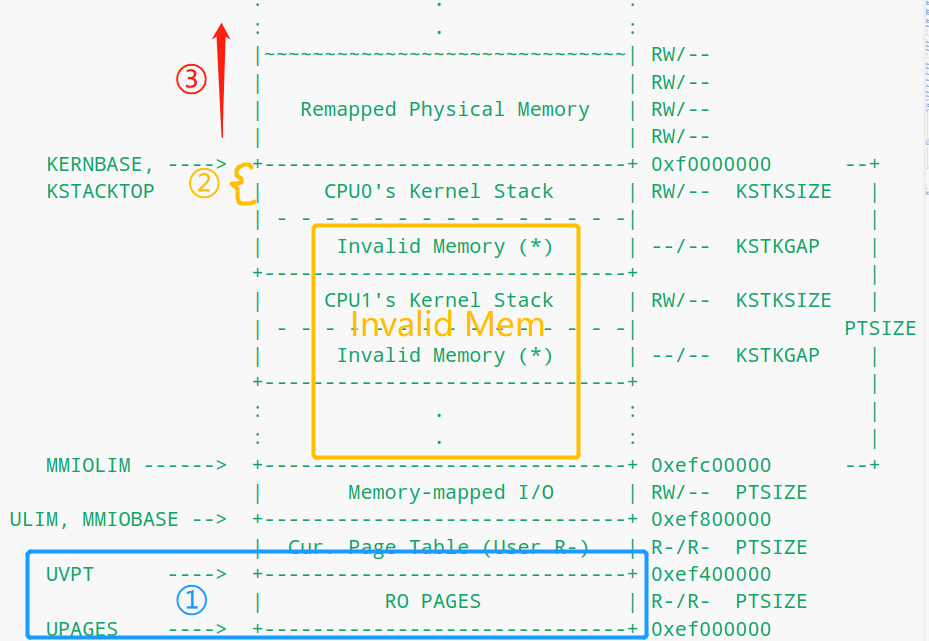 : . :
: . :
|~~~~~~~~~~~~~~~~~~~~~~~~~~~~~~| RW/--
| | RW/--
③ | Remapped Physical Memory | RW/--
| | RW/--
KERNBASE, ----> +------------------------------+ 0xf0000000 --+
KSTACKTOP ② | CPU0's Kernel Stack | RW/-- KSTKSIZE |
| - - - - - - - - - - - - - - -| |
| Invalid Memory (*) | --/-- KSTKGAP |
+------------------------------+ |
| CPU1's Kernel Stack | RW/-- KSTKSIZE |
Invalid Mem
| - - - - - - - - - - - - - - -| PTSIZE
| Invalid Memory (*) | --/-- KSTKGAP |
+------------------------------+ |
: . : |
: . : |
MMIOLIM ------> +------------------------------+ 0xefc00000 --+
| Memory-mapped I/O | RW/-- PTSIZE
ULIM, MMIOBASE --> +------------------------------+ 0xef800000
| Cur. Page Table (User R-) | R-/R- PTSIZE
UVPT ----> +------------------------------+ 0xef400000
① | RO PAGES | R-/R- PTSIZE
UPAGES ----> +------------------------------+ 0xef000000